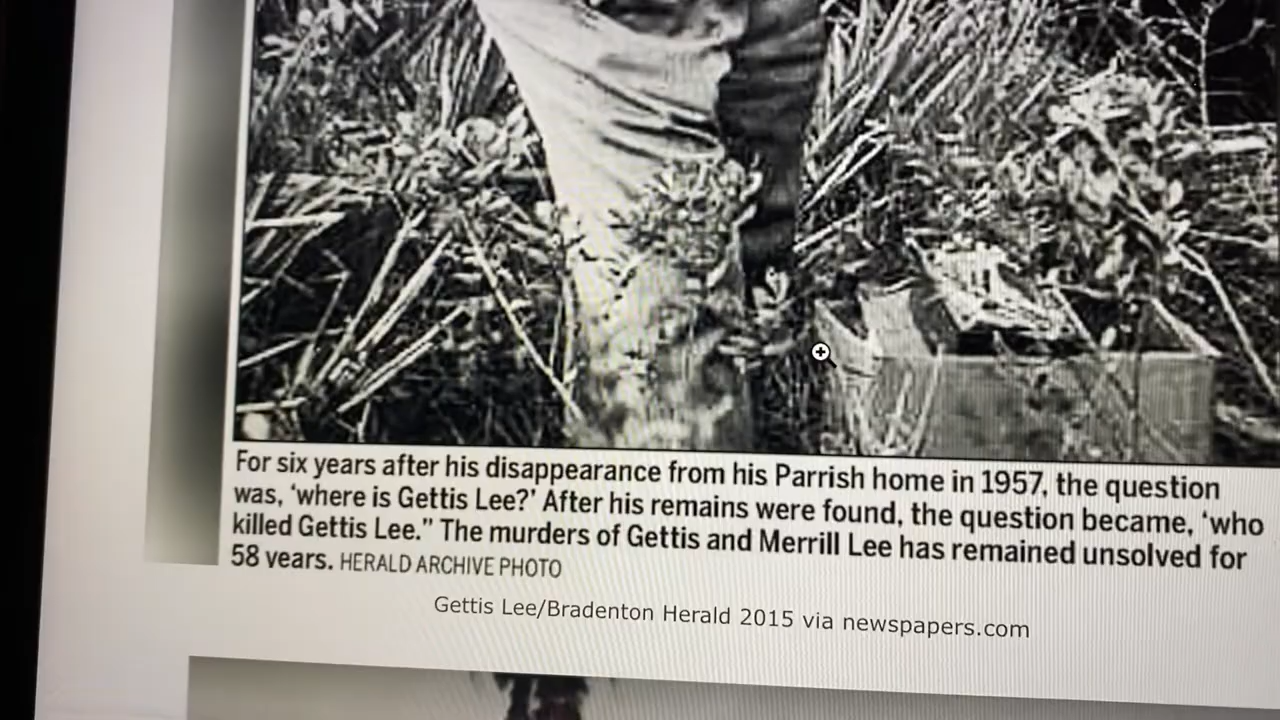 For six years after his disappearance from his Parrish home in 1957, the question
was, 'where is Gettis Lee?' After his remains were found, the question became, 'who
killed Gettis Lee." The murders of Gettis and Merrill Lee has remained unsolved for
58 years. HERALD ARCHIVE PHOTO
Gettis Lee/Bradenton Herald 2015 via newspapers.com